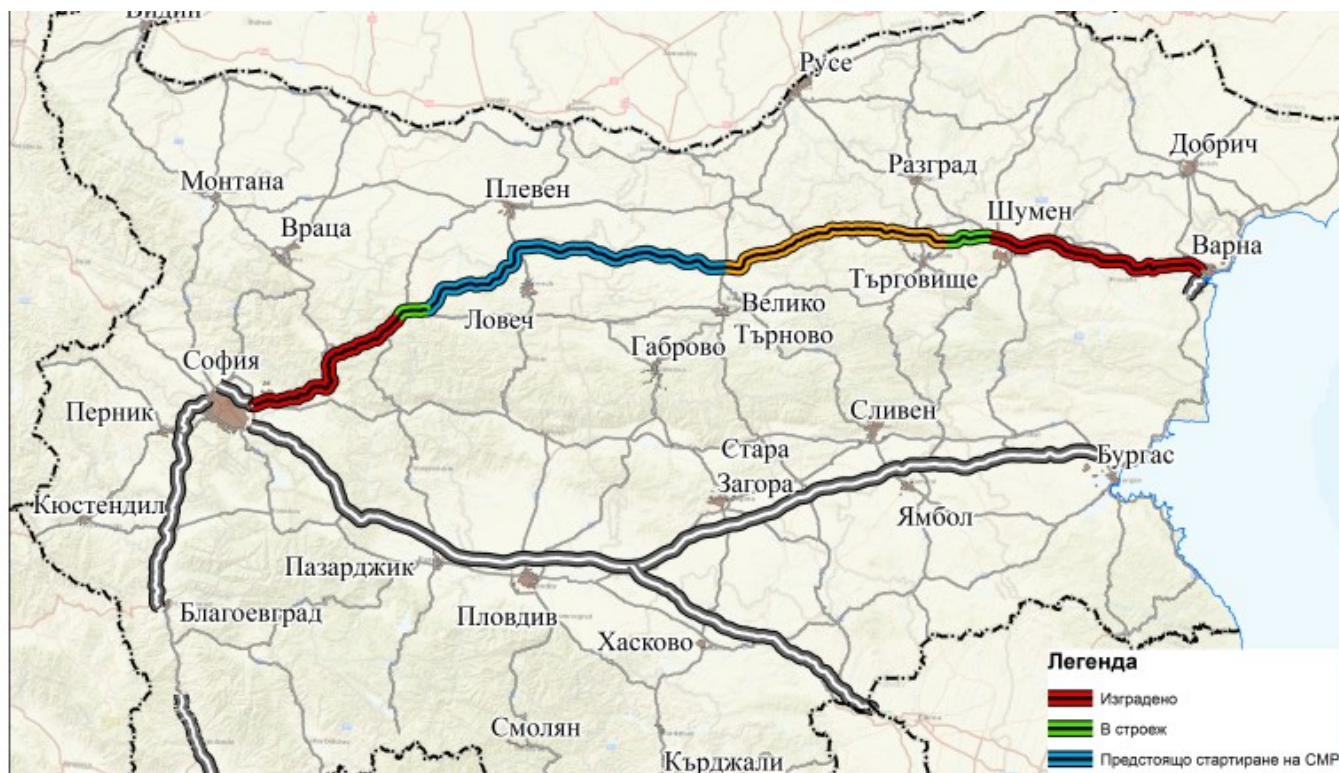 Видин
Русе
Добрич
Разград
Монтана
Плевен
Шумен
Враца
Варна
Търговище
Велико
Търново
Ловеч
Габрово
София
Перник
Сливен
Стара
Загора
Бургас
Кюстендил
Ямбол
Пазарджик
Благоевград
Пловдив
Хасково
Смолян
Кърджали
Легенда
Изградено
В строеж
Предстоящо стартиране на СМР